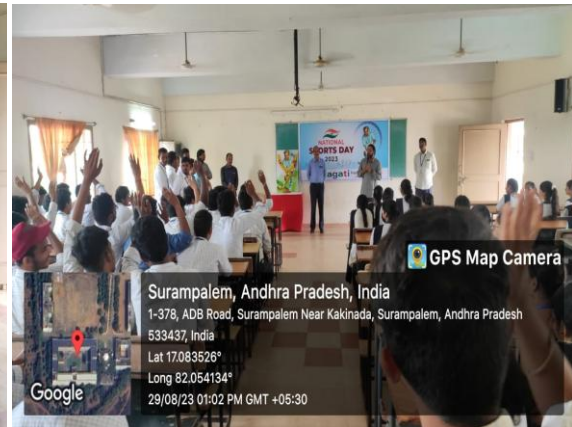 NATIONAL
SPORTS DAY
2023
agati
GPS Map Camera
Surampalem, Andhra Pradesh, India
1-378, ADB Road, Surampalem Near Kakinada, Surampalem, Andhra Pradesh
533437, India
Lat 17.083526°
Long 82.054134°
29/08/23 01:02 PM GMT +05:30
Google